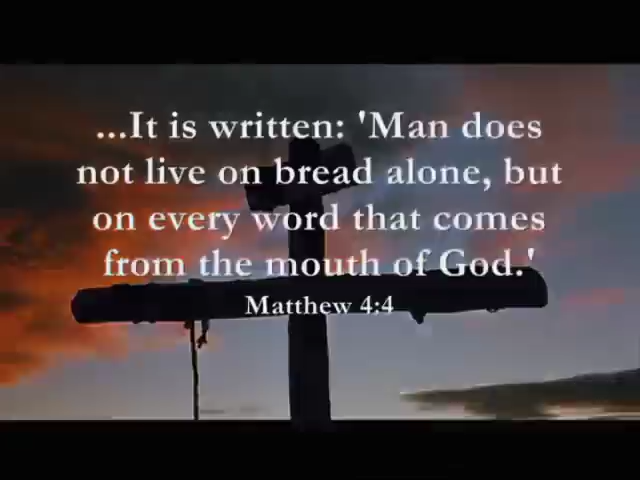 ...It is written: 'Man does
not live on bread alone, but
on every word that comes
from the mouth of God.'
Matthew 4:4